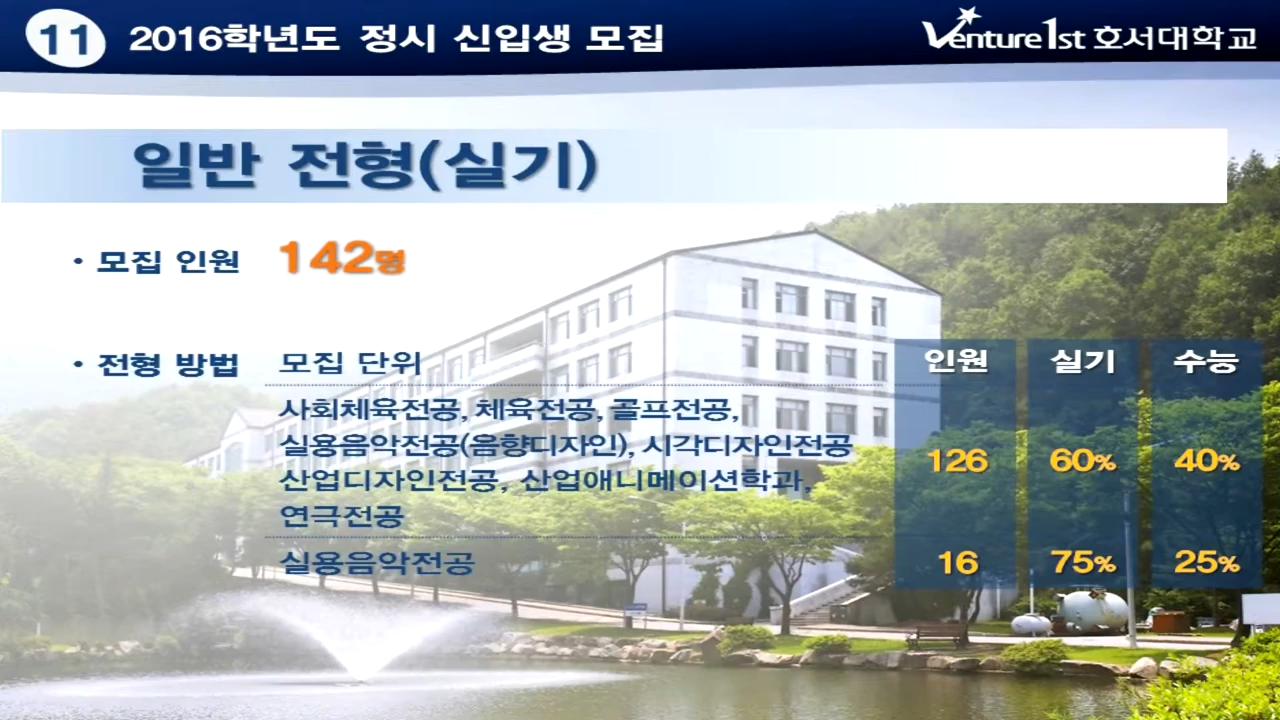 11 2016학년도 정시 신입생 모집
Venture 1st 호서대학교
일반 전형(실기)
• 모집 인원 142명
• 전형 방법 모집 단위 인원 실기 수능
사회체육전공, 체육전공, 골프전공,
실용음악전공(음향디자인), 시각디자인전공
산업디자인전공, 산업애니메이션학과,
연극전공
126 60% 40%
실용음악전공 16 75% 25%